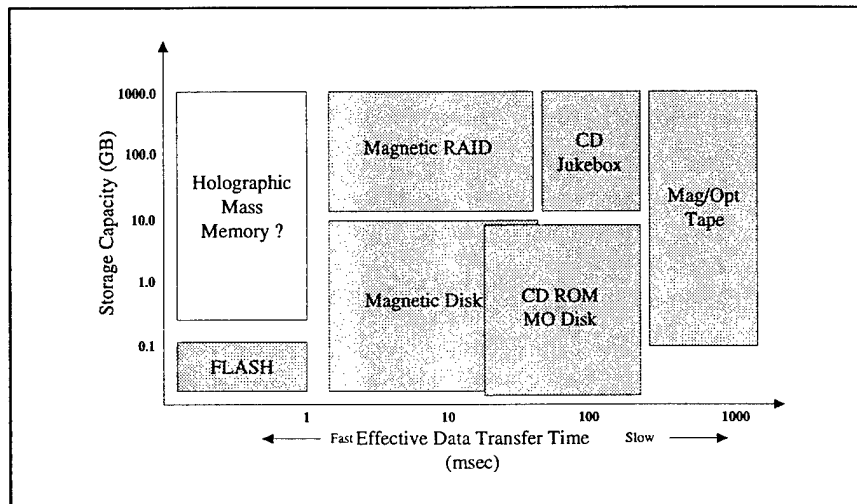 Storage Capacity (GB)
1000.0
100.0
10.0
1.0
0.1
Holographic
Mass
Memory ?
FLASH
Magnetic RAID
Magnetic Disk
CD
Jukebox
CD ROM
MO Disk
Mag/Opt
Tape
1 10 100 1000
Fast Effective Data Transfer Time Slow
(msec)